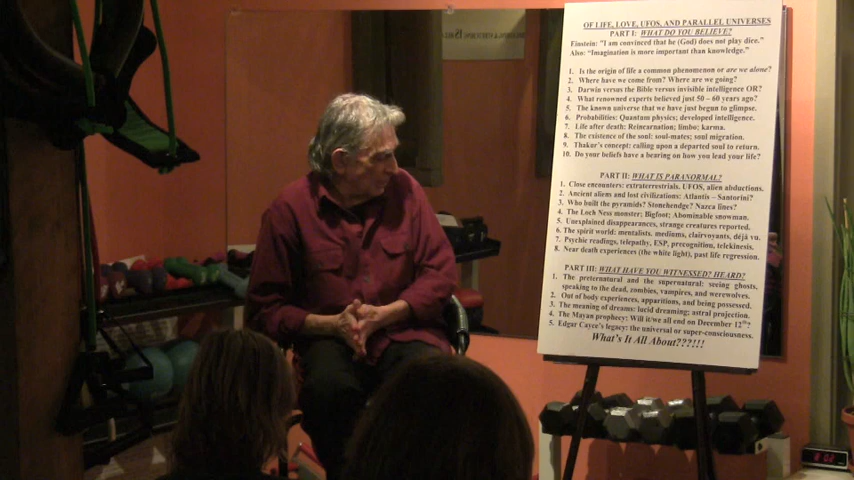 OF LIFE, LOVE, UFOS, AND PARALLEL UNIVERSES
PART I: WHAT DO YOU BELIEVE?
Einstein: "I am convinced that he (God) does not play dice."
Also: "Imagination is more important than knowledge."
1. Is the origin of life a common phenomenon or are we alone?
2. Where have we come from? Where are we going?
3. Darwin versus the Bible versus invisible intelligence OR?
4. What renowned experts believed just 50 – 60 years ago?
5. The known universe that we have just begun to glimpse.
6. Probabilities: Quantum physics; developed intelligence.
7. Life after death: Reincarnation; limbo; karma.
8. The existence of the soul: soul-mates; soul migration.
9. Thakur's concept: calling upon a departed soul to return.
10. Do your beliefs have a bearing on how you lead your life?
PART II: WHAT IS PARANORMAL?
1. Close encounters: extraterrestrials, UFOS, alien abductions.
2. Ancient aliens and lost civilizations: Atlantis – Santorini?
3. Who built the pyramids? Stonehendge? Nazca lines?
4. The Loch Ness monster; Bigfoot; Abominable snowman.
5. Unexplained disappearances, strange creatures reported.
6. The spirit world: mentalists, mediums, clairvoyants, déjà vu.
7. Psychic readings, telepathy, ESP, precognition, telekinesis.
8. Near death experiences (the white light), past life regression.
PART III: WHAT HAVE YOU WITNESSED? HEARD?
1. The preternatural and the supernatural: seeing ghosts,
speaking to the dead, zombies, vampires, and werewolves.
2. Out of body experiences, apparitions, and being possessed.
3. The meaning of dreams: lucid dreaming; astral projection.
4. The Mayan prophecy: Will it/we all end on December 12th?
5. Edgar Cayce's legacy: the universal or super-consciousness.
What's It All About???!!!